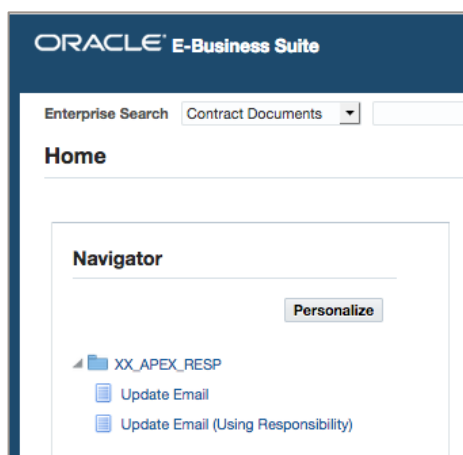 ORACLE E-Business Suite
Enterprise Search Contract Documents
Home
Navigator
Personalize
XX_APEX_RESP
Update Email
Update Email (Using Responsibility)